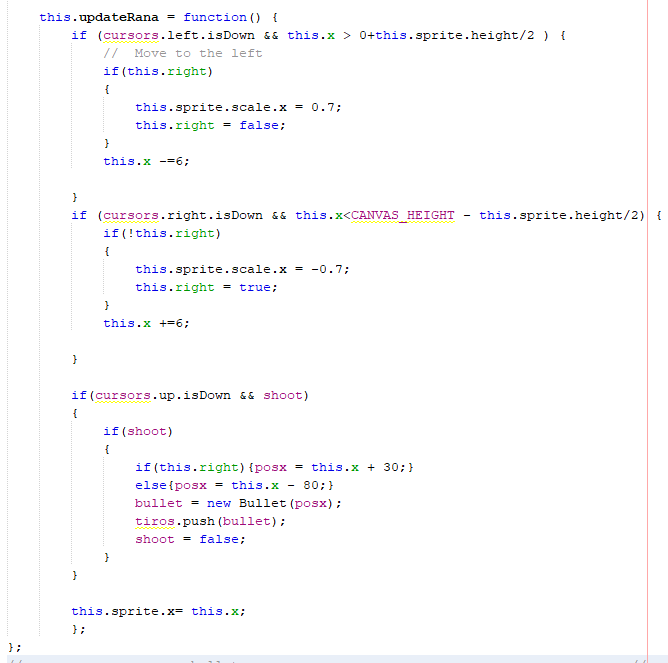 this.updateRana = function() {
if (cursors.left.isDown && this.x > 0+this.sprite.height/2 ) {
// Move to the left
if(this.right)
{
this.sprite.scale.x = 0.7;
this.right = false;
}
this.x -=6;
}
if (cursors.right.isDown && this.x<CANVAS_HEIGHT - this.sprite.height/2) {
if(!this.right)
{
this.sprite.scale.x = -0.7;
this.right = true;
}
this.x +=6;
}
if(cursors.up.isDown && shoot)
{
if(shoot)
{
if(this.right){posx = this.x + 30;}
else{posx = this.x - 80;}
bullet = new Bullet(posx);
tiros.push(bullet);
shoot = false;
}
}
this.sprite.x= this.x;
};
};